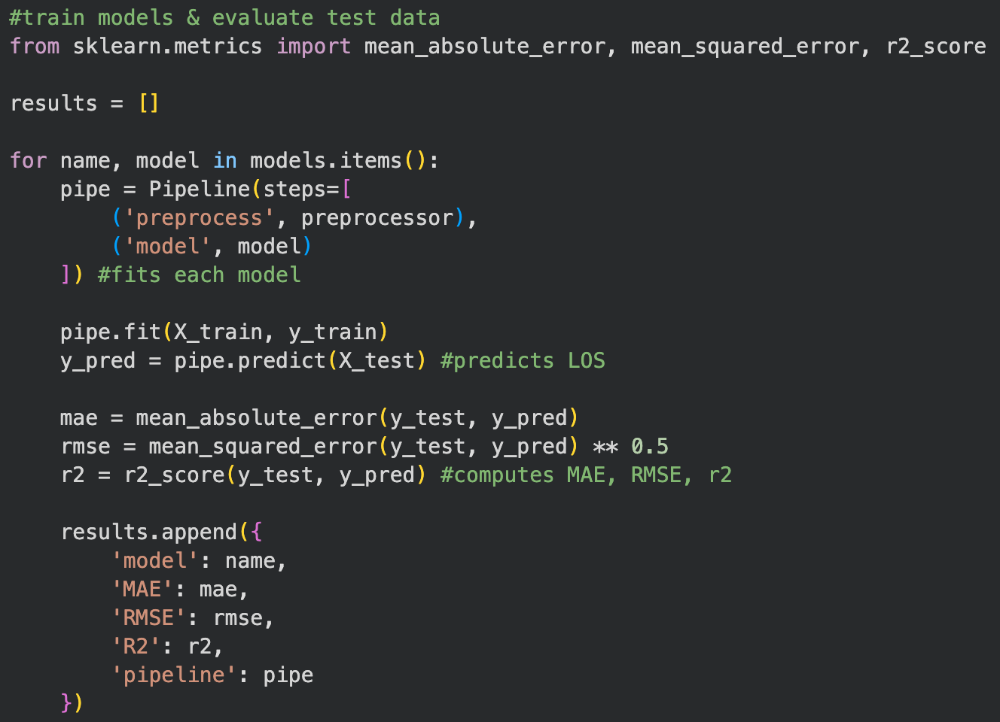 #train models & evaluate test data
from sklearn.metrics import mean_absolute_error, mean_squared_error, r2_score
results = []
for name, model in models.items():
    pipe = Pipeline(steps=[
        ('preprocess', preprocessor),
        ('model', model)
    ]) #fits each model
    pipe.fit(X_train, y_train)
    y_pred = pipe.predict(X_test) #predicts LOS
    mae = mean_absolute_error(y_test, y_pred)
    rmse = mean_squared_error(y_test, y_pred) ** 0.5
    r2 = r2_score(y_test, y_pred) #computes MAE, RMSE, r2
    results.append({
        'model': name,
        'MAE': mae,
        'RMSE': rmse,
        'R2': r2,
        'pipeline': pipe
    })